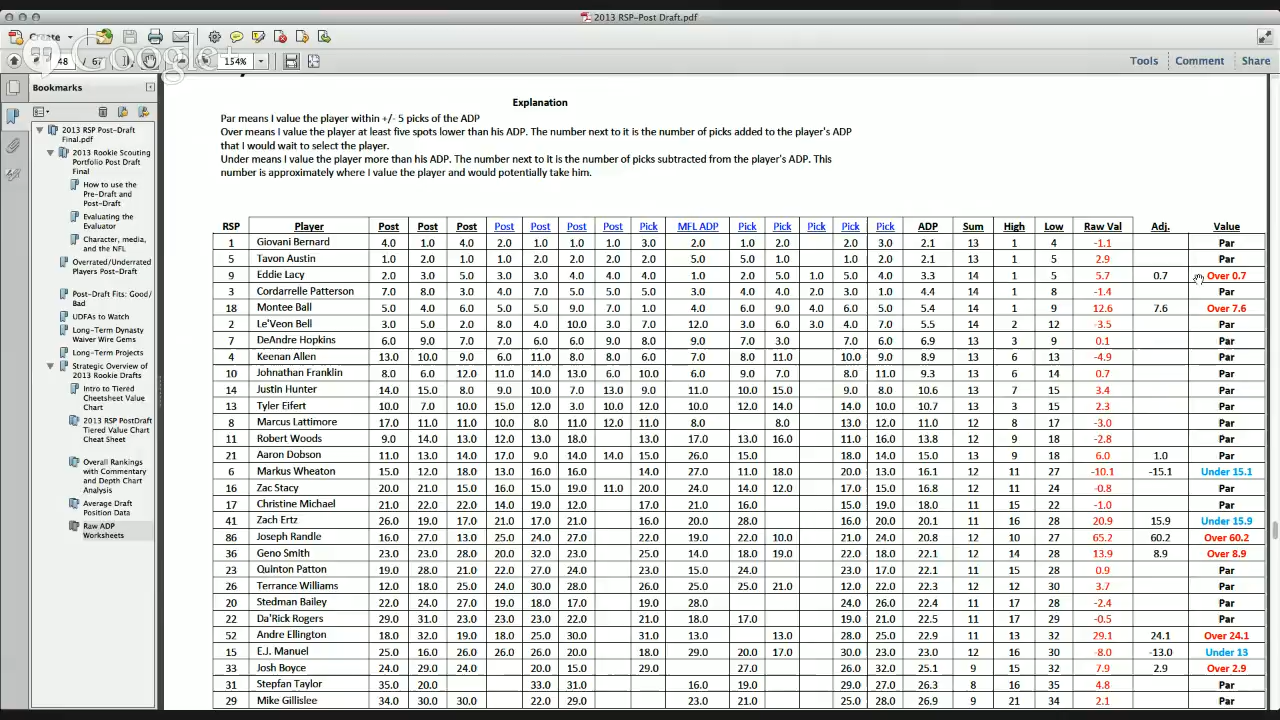 2013 RSP-Post Draft.pdf
Create
Google+
48 / 67 154% Tools Comment Share
Bookmarks
2013 RSP Post-Draft
Final.pdf
2013 Rookie Scouting
Portfolio Post Draft
Final
How to use the
Pre-Draft and
Post-Draft
Evaluating the
Evaluator
Character, media,
and the NFL
Overrated/Underrated
Players Post-Draft
Post-Draft Fits: Good/
Bad
UDFAs to Watch
Long-Term Dynasty
Waiver Wire Gems
Long-Term Projects
Strategic Overview of
2013 Rookie Drafts
Intro to Tiered
Cheetsheet Value
Chart
2013 RSP PostDraft
Tiered Value Chart
Cheat Sheet
Overall Rankings
with Commentary
and Depth Chart
Analysis
Average Draft
Position Data
Raw ADP
Worksheets
Explanation
Par means I value the player within +/- 5 picks of the ADP
Over means I value the player at least five spots lower than his ADP. The number next to it is the number of picks added to the player's ADP
that I would wait to select the player.
Under means I value the player more than his ADP. The number next to it is the number of picks subtracted from the player's ADP. This
number is approximately where I value the player and would potentially take him.
RSP Player Post Post Post Post Post Post Post Pick MFL ADP Pick Pick Pick Pick Pick ADP Sum High Low Raw Val Adj. Value
1 Giovani Bernard 4.0 1.0 4.0 2.0 1.0 1.0 1.0 3.0 2.0 1.0 2.0 2.0 3.0 2.1 13 1 4 -1.1 Par
5 Tavon Austin 1.0 2.0 1.0 1.0 2.0 2.0 2.0 2.0 5.0 5.0 1.0 1.0 2.0 2.1 13 1 5 2.9 Par
9 Eddie Lacy 2.0 3.0 5.0 3.0 3.0 4.0 4.0 4.0 1.0 2.0 5.0 1.0 5.0 4.0 3.3 14 1 5 5.7 0.7 Over 0.7
3 Cordarrelle Patterson 7.0 8.0 3.0 4.0 7.0 5.0 3.0 5.0 3.0 4.0 4.0 2.0 3.0 1.0 4.4 14 1 8 -1.4 Par
18 Montee Ball 5.0 4.0 6.0 5.0 5.0 9.0 7.0 1.0 4.0 6.0 9.0 4.0 6.0 5.0 5.4 14 1 9 12.6 7.6 Over 7.6
2 Le'Veon Bell 3.0 5.0 2.0 8.0 4.0 10.0 3.0 7.0 12.0 3.0 6.0 3.0 4.0 7.0 5.5 14 2 12 -3.5 Par
7 DeAndre Hopkins 6.0 9.0 7.0 7.0 6.0 6.0 9.0 8.0 9.0 7.0 3.0 7.0 6.0 6.9 13 3 9 0.1 Par
4 Keenan Allen 13.0 10.0 9.0 6.0 11.0 8.0 8.0 6.0 7.0 8.0 11.0 10.0 9.0 8.9 13 6 13 -4.9 Par
10 Johnathan Franklin 8.0 6.0 12.0 11.0 14.0 13.0 6.0 10.0 6.0 9.0 7.0 8.0 11.0 9.3 13 6 14 0.7 Par
14 Justin Hunter 14.0 15.0 8.0 9.0 10.0 7.0 13.0 9.0 11.0 10.0 15.0 9.0 8.0 10.6 13 7 15 3.4 Par
13 Tyler Eifert 10.0 7.0 10.0 15.0 12.0 3.0 10.0 12.0 10.0 12.0 14.0 14.0 10.0 10.7 13 3 15 2.3 Par
8 Marcus Lattimore 17.0 11.0 11.0 10.0 8.0 11.0 12.0 11.0 8.0 8.0 13.0 12.0 11.0 12 8 17 -3.0 Par
11 Robert Woods 9.0 14.0 13.0 12.0 13.0 18.0 13.0 17.0 13.0 16.0 11.0 16.0 13.8 12 9 18 -2.8 Par
21 Aaron Dobson 11.0 13.0 14.0 17.0 9.0 14.0 14.0 15.0 26.0 15.0 18.0 14.0 15.0 12 9 18 6.0 1.0 Par
6 Markus Wheaton 15.0 12.0 18.0 13.0 16.0 16.0 14.0 27.0 11.0 18.0 20.0 13.0 16.1 12 11 27 -10.1 -15.1 Under 15.1
16 Zac Stacy 20.0 21.0 15.0 16.0 15.0 19.0 11.0 20.0 24.0 14.0 12.0 17.0 15.0 16.8 12 11 24 -0.8 Par
17 Christine Michael 21.0 22.0 22.0 14.0 19.0 12.0 17.0 21.0 16.0 15.0 19.0 18.0 11 15 22 -1.0 Par
41 Zach Ertz 26.0 19.0 17.0 21.0 17.0 21.0 16.0 20.0 28.0 16.0 20.0 20.1 11 16 28 20.9 15.9 Under 15.9
86 Joseph Randle 16.0 27.0 13.0 25.0 24.0 27.0 22.0 19.0 22.0 10.0 21.0 24.0 20.8 12 10 27 65.2 60.2 Over 60.2
36 Geno Smith 23.0 23.0 28.0 20.0 32.0 23.0 25.0 14.0 18.0 19.0 22.0 18.0 22.1 12 14 28 13.9 8.9 Over 8.9
23 Quinton Patton 19.0 28.0 21.0 22.0 27.0 24.0 23.0 15.0 24.0 23.0 17.0 22.1 11 15 28 0.9 Par
26 Terrance Williams 12.0 18.0 25.0 24.0 30.0 28.0 26.0 25.0 25.0 21.0 12.0 22.0 22.3 12 12 30 3.7 Par
20 Stedman Bailey 22.0 24.0 27.0 19.0 18.0 17.0 19.0 28.0 24.0 26.0 22.4 11 17 28 -2.4 Par
22 Da'Rick Rogers 29.0 31.0 23.0 23.0 23.0 22.0 21.0 18.0 17.0 19.0 21.0 22.5 11 17 29 -0.5 Par
52 Andre Ellington 18.0 32.0 19.0 18.0 25.0 30.0 31.0 13.0 13.0 28.0 25.0 22.9 11 13 32 29.1 24.1 Over 24.1
15 E.J. Manuel 25.0 16.0 26.0 26.0 26.0 25.0 18.0 29.0 20.0 17.0 30.0 23.0 23.0 12 16 30 -8.0 -13.0 Under 13
33 Josh Boyce 24.0 29.0 24.0 20.0 15.0 29.0 27.0 26.0 32.0 25.1 9 15 32 7.9 2.9 Over 2.9
31 Stepfan Taylor 35.0 20.0 33.0 31.0 16.0 19.0 29.0 27.0 26.3 8 16 35 4.8 Par
29 Mike Gillislee 34.0 30.0 30.0 22.0 29.0 23.0 21.0 25.0 28.0 26.9 9 21 34 2.1 Par